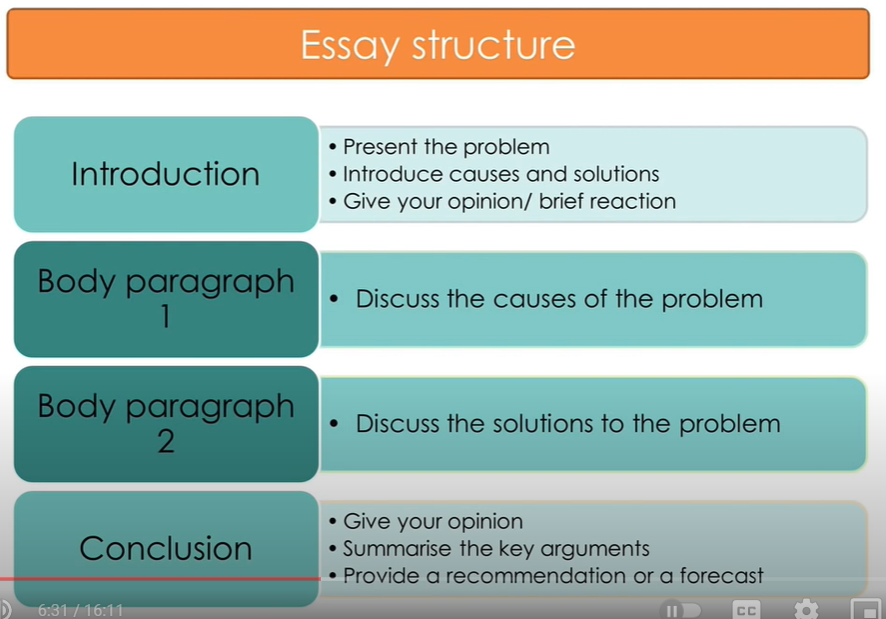 Essay structure
Introduction
• Present the problem
• Introduce causes and solutions
• Give your opinion/ brief reaction
Body paragraph
1
• Discuss the causes of the problem
Body paragraph
2
• Discuss the solutions to the problem
Conclusion
• Give your opinion
• Summarise the key arguments
• Provide a recommendation or a forecast
6:31 / 16:11
CC